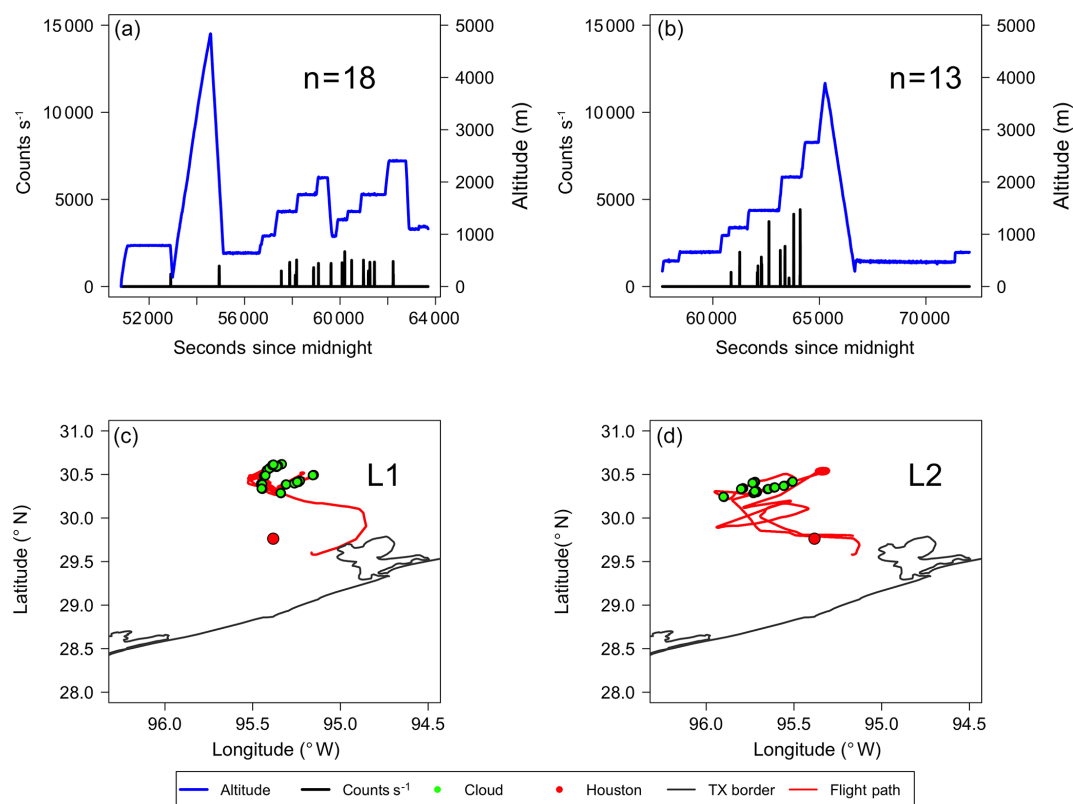 (a)
n=18
15 000
10 000
5000
0
Counts s⁻¹
5000
4000
3000
2000
1000
0
Altitude (m)
52 000
56 000
60 000
64 000
Seconds since midnight
(b)
n=13
15 000
10 000
5000
0
Counts s⁻¹
5000
4000
3000
2000
1000
0
Altitude (m)
60 000
65 000
70 000
Seconds since midnight
(c)
L1
31.0
30.5
30.0
29.5
29.0
28.5
28.0
Latitude (° N)
96.0
95.5
95.0
94.5
Longitude (° W)
(d)
L2
31.0
30.5
30.0
29.5
29.0
28.5
28.0
Latitude(° N)
96.0
95.5
95.0
94.5
Longitude (° W)
Altitude
Counts s⁻¹
Cloud
Houston
TX border
Flight path